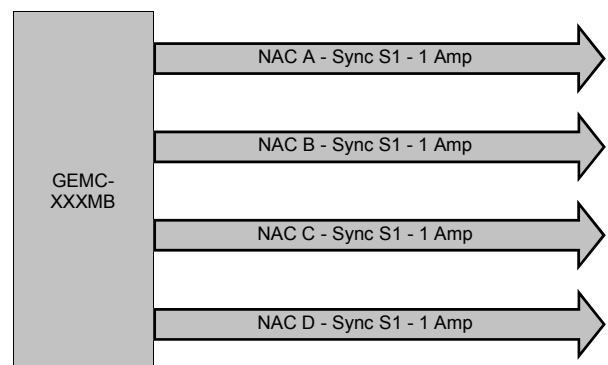 NAC A - Sync S1 - 1 Amp
NAC B - Sync S1 - 1 Amp
GEMC-
XXXMB
NAC C - Sync S1 - 1 Amp
NAC D - Sync S1 - 1 Amp